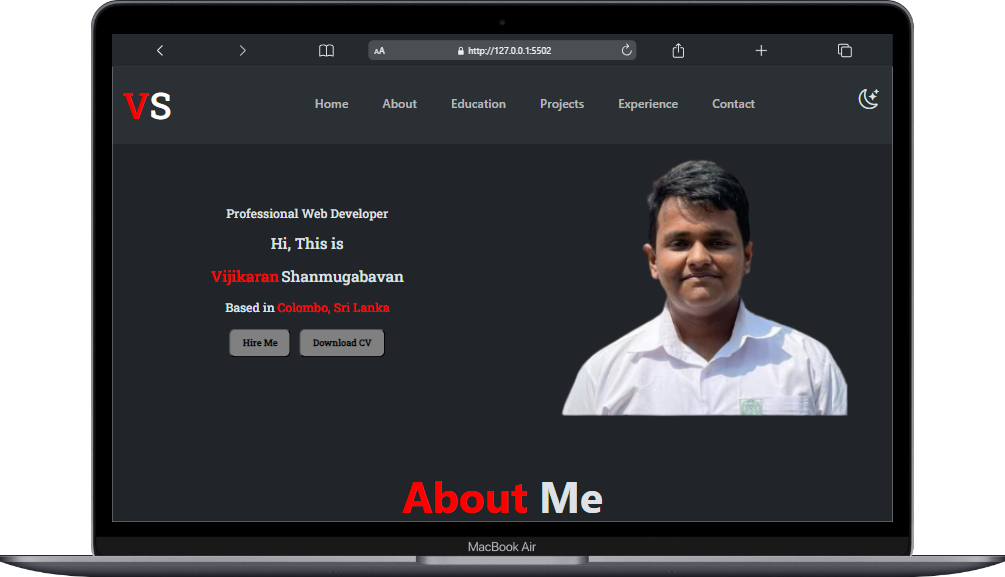 AA http://127.0.0.1:5502
VS Home About Education Projects Experience Contact
Professional Web Developer
Hi, This is
Vijikaran Shanmugabavan
Based in Colombo, Sri Lanka
Hire Me Download CV
About Me
MacBook Air